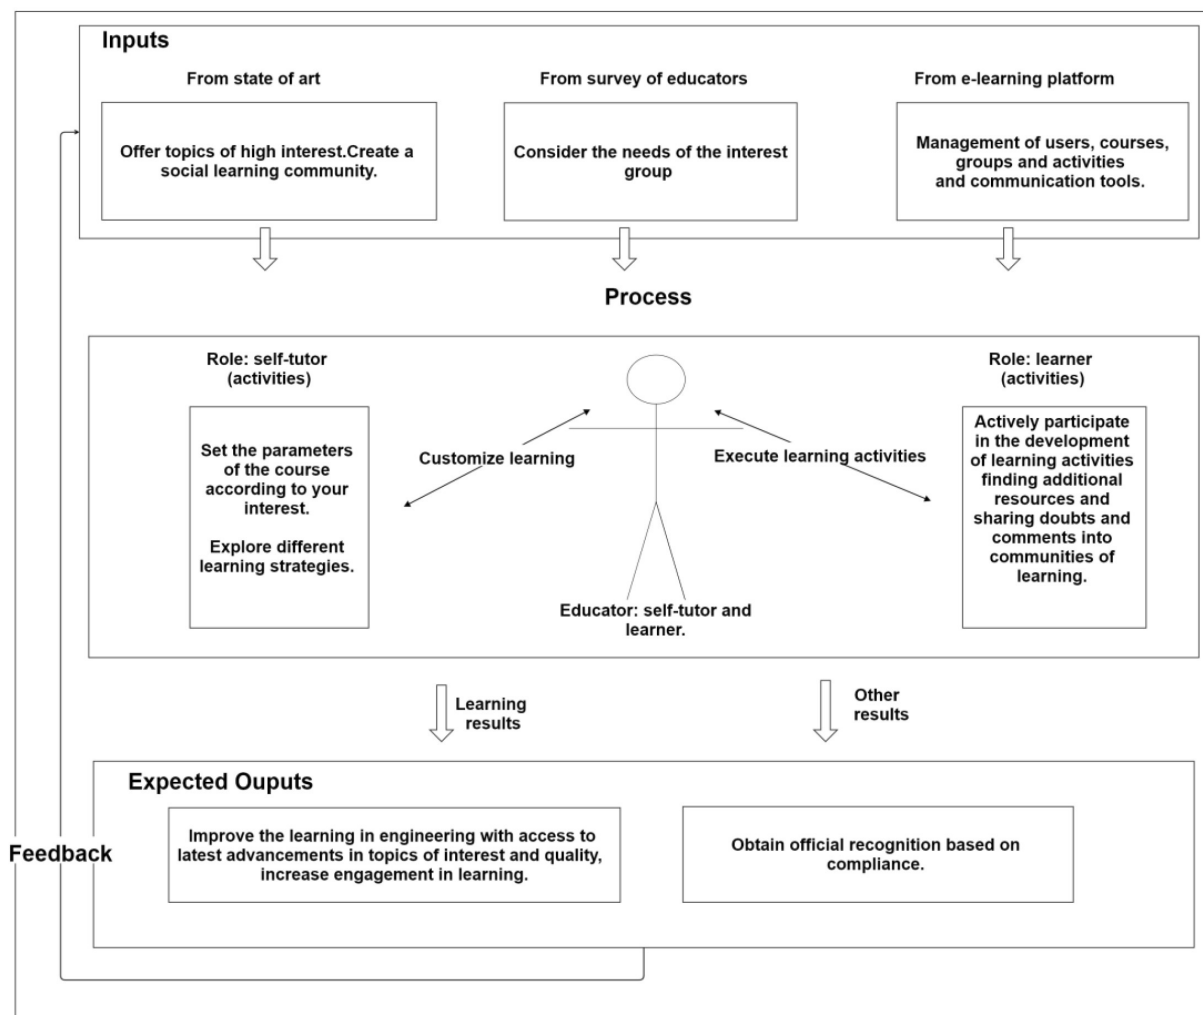 Inputs
From state of art
From survey of educators
From e-learning platform
Offer topics of high interest.Create a
social learning community.
Consider the needs of the interest
group
Management of users, courses,
groups and activities
and communication tools.
Process
Role: self-tutor
(activities)
Set the parameters
of the course
according to your
interest.
Explore different
learning strategies.
Customize learning
Execute learning activities
Educator: self-tutor and
learner.
Role: learner
(activities)
Actively participate
in the development
of learning activities
finding additional
resources and
sharing doubts and
comments into
communities of
learning.
Learning
results
Other
results
Expected Ouputs
Improve the learning in engineering with access to
latest advancements in topics of interest and quality,
increase engagement in learning.
Obtain official recognition based on
compliance.
Feedback